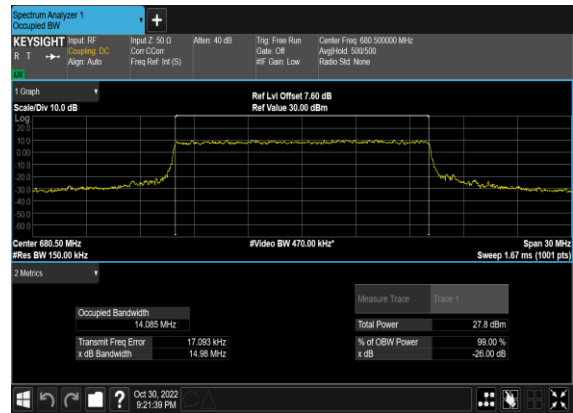 Spectrum Analyzer 1
Occupied BW
+
KEYSIGHT Input: RF Input Z: 50 Ω Atten: 40 dB Trig: Free Run Center Freq: 680.500000 MHz
R T Coupling: DC Corr CCorr Gate: Off Avg|Hold: 500/500
Align: Auto Freq Ref: Int (S) #IF Gain: Low Radio Std: None
1 Graph Ref Lvl Offset 7.60 dB
Scale/Div 10.0 dB Ref Value 30.00 dBm
Log
20.0
10.0
0.00
-10.0
-20.0
-30.0
-40.0
-50.0
-60.0
Center 680.50 MHz #Video BW 470.00 kHz* Span 30 MHz
#Res BW 150.00 kHz Sweep 1.67 ms (1001 pts)
2 Metrics
Measure Trace Trace 1
Occupied Bandwidth
14.085 MHz Total Power 27.8 dBm
Transmit Freq Error 17.093 kHz % of OBW Power 99.00 %
x dB Bandwidth 14.98 MHz x dB -26.00 dB
? Oct 30, 2022
9:21:39 PM